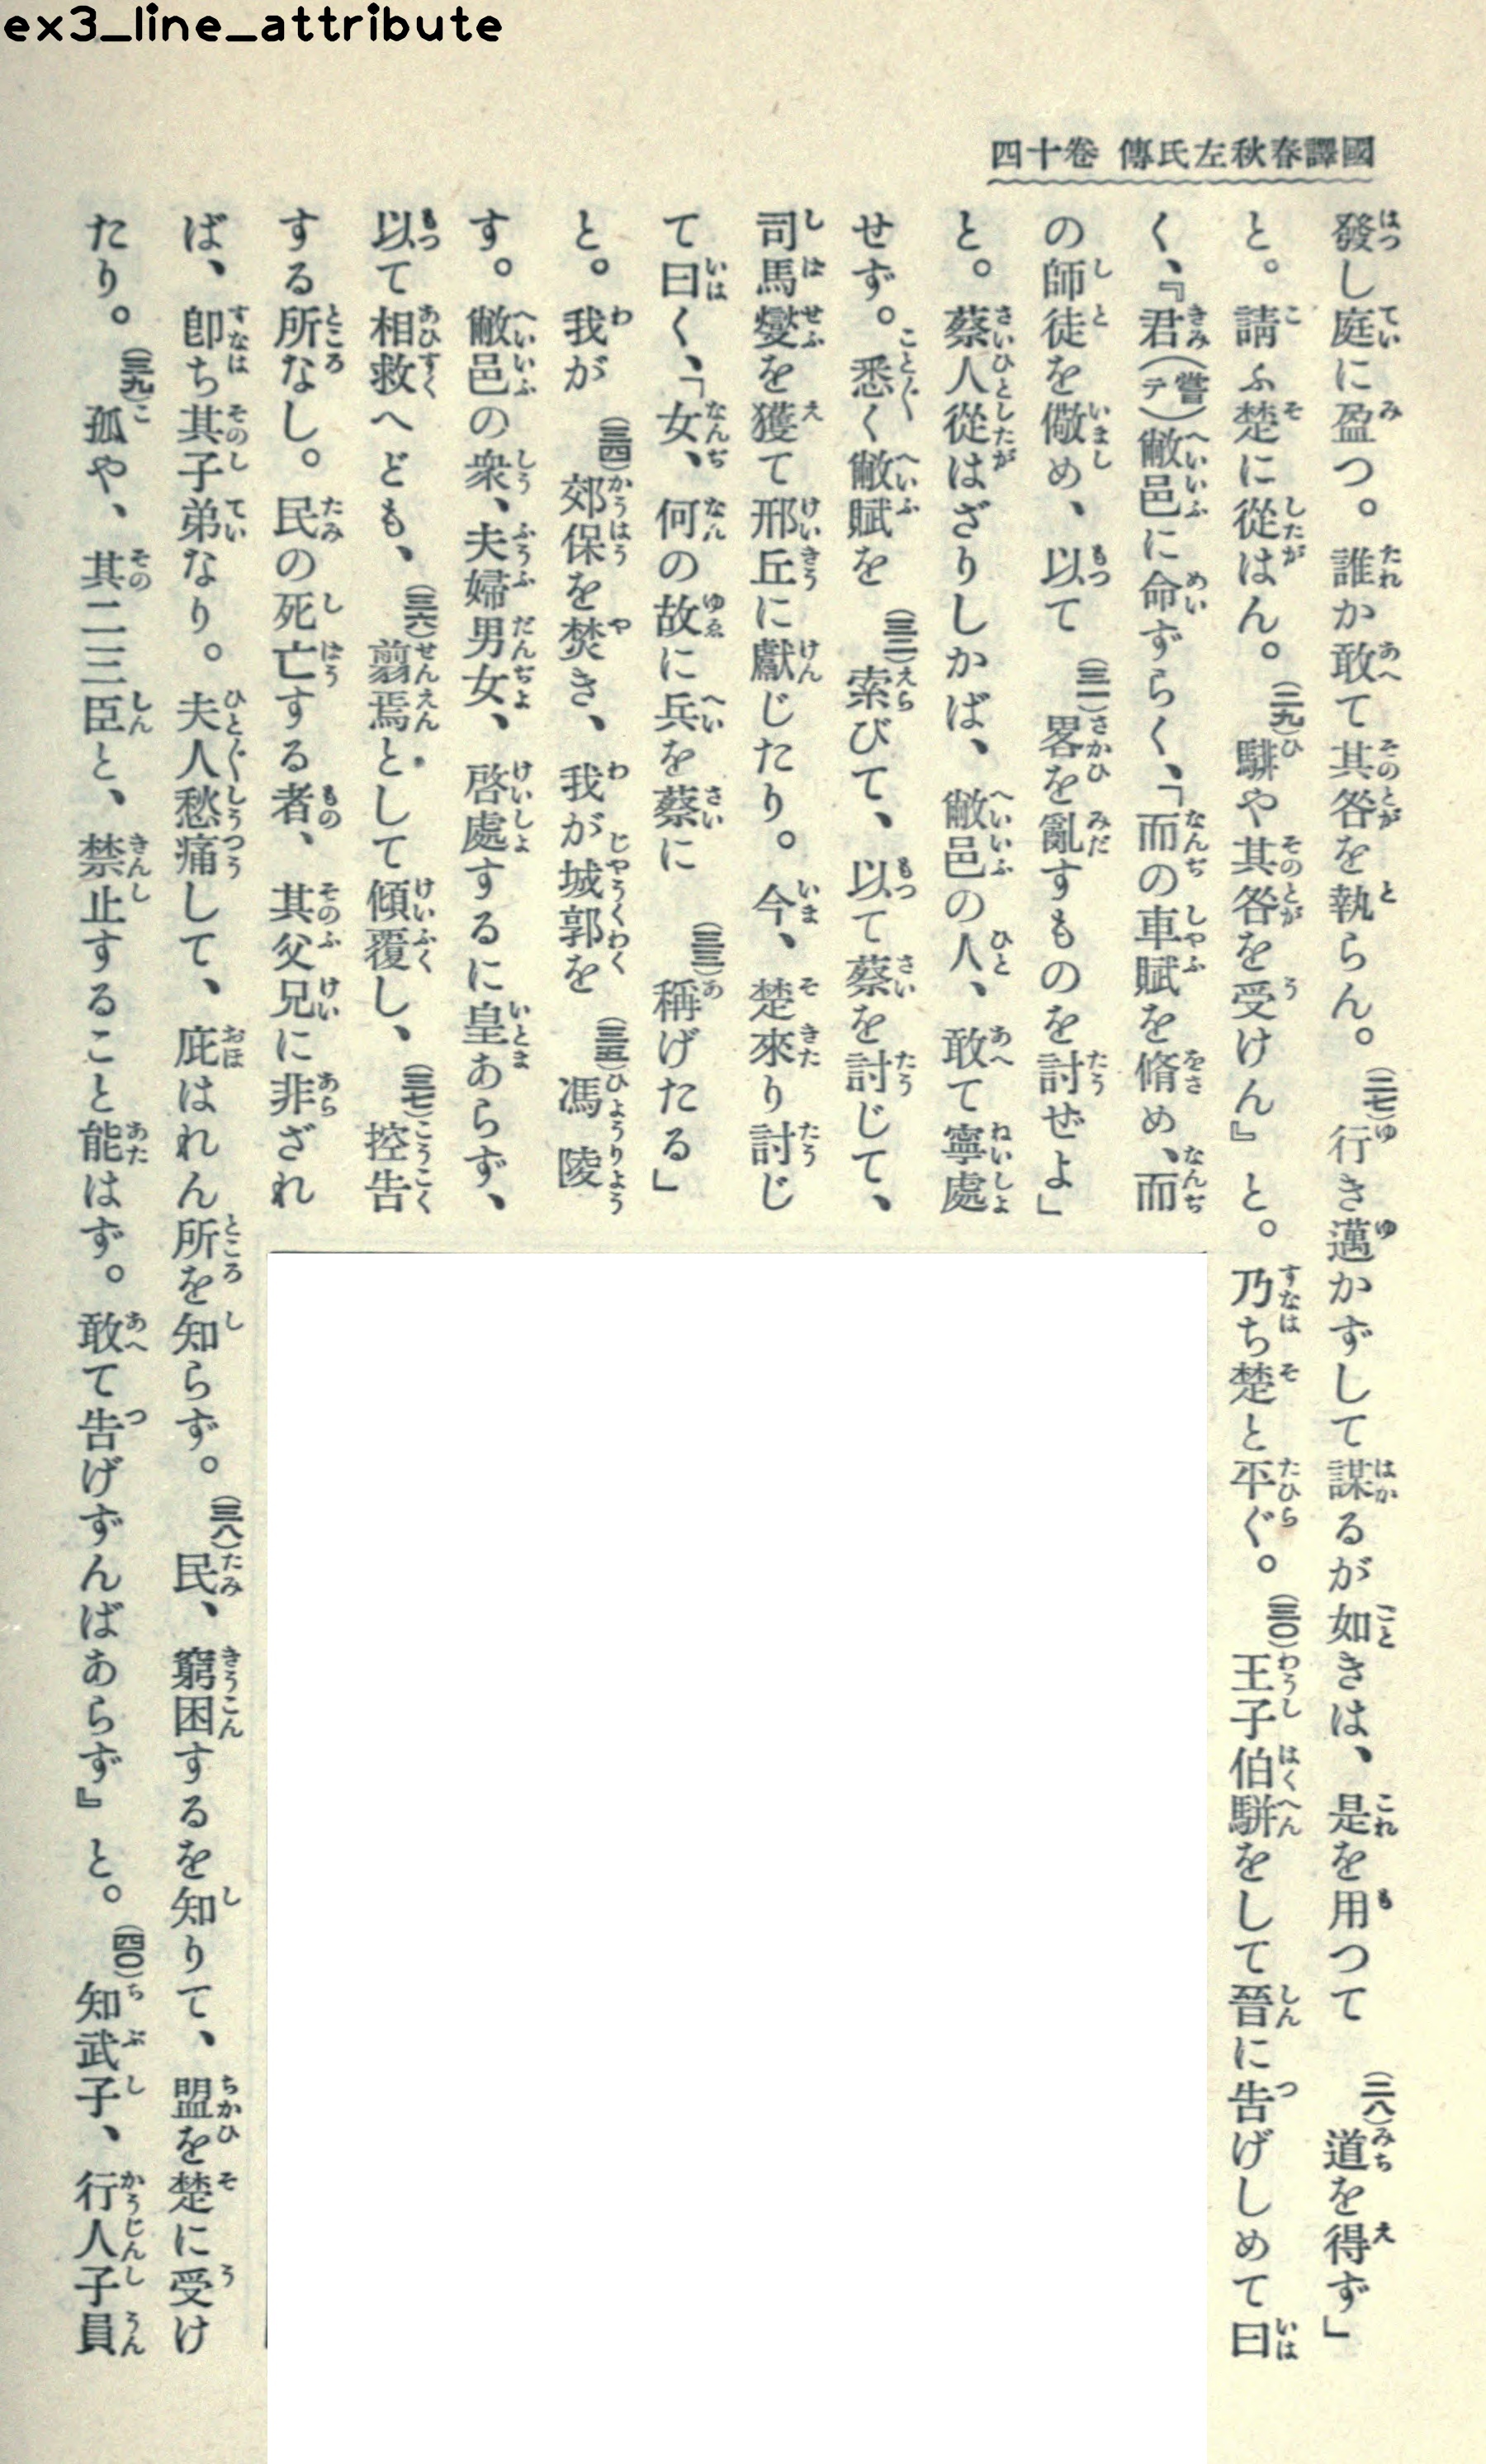 ex3_line_attribute
國譯春秋左氏傳 卷十四
發し庭に盈つ。誰か敢て其咎を執らん。(二七)行き邁かずして謀るが如きは、是を用つて(二八)道を得ず」
と。請ふ楚に從はん。(二九)騑や其咎を受けん』と。乃ち楚と平ぐ。(三〇)王子伯騈をして晉に告げしめて曰
く、『君(嘗テ)敝邑に命ずらく、「而の車賦を脩め、而
の師徒を儆め、以て(三一)畧を亂すものを討ぜよ」
と。蔡人從はざりしかば、敝邑の人、敢て寧處
せず。悉く敝賦を(三二)索びて、以て蔡を討じて、
司馬燮を獲て邢丘に獻じたり。今、楚來り討じ
て曰く、「女、何の故に兵を蔡に(三三)稱げたる」
と。我が(三四)郊保を焚き、我が城郭を(三五)馮陵
す。敝邑の衆、夫婦男女、啓處するに皇あらず、
以て相救へども、(三六)翦焉として傾覆し、(三七)控告
する所なし。民の死亡する者、其父兄に非ざれ
ば、卽ち其子弟なり。夫人愁痛して、庇はれん所を知らず。(三八)民、窮困するを知りて、盟を楚に受け
たり。(三九)孤や、其二三臣と、禁止すること能はず。敢て告げずんばあらず』と。(四〇)知武子、行人子員